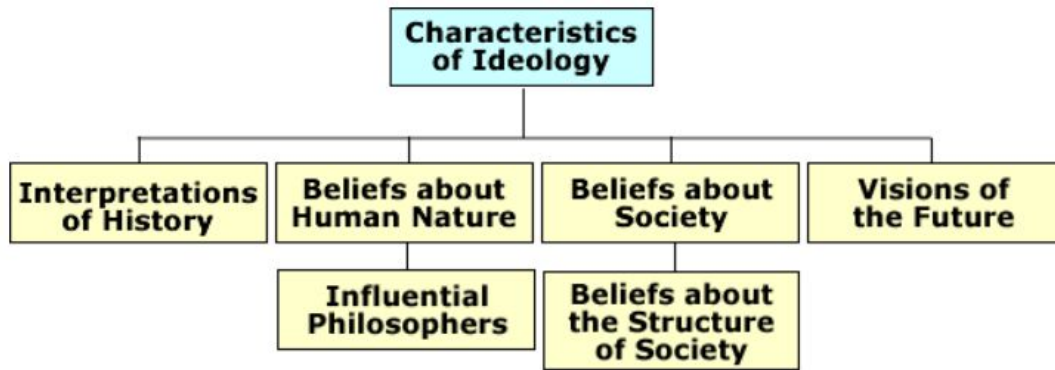 Characteristics
of Ideology
Interpretations
of History
Beliefs about
Human Nature
Beliefs about
Society
Visions of
the Future
Influential
Philosophers
Beliefs about
the Structure
of Society